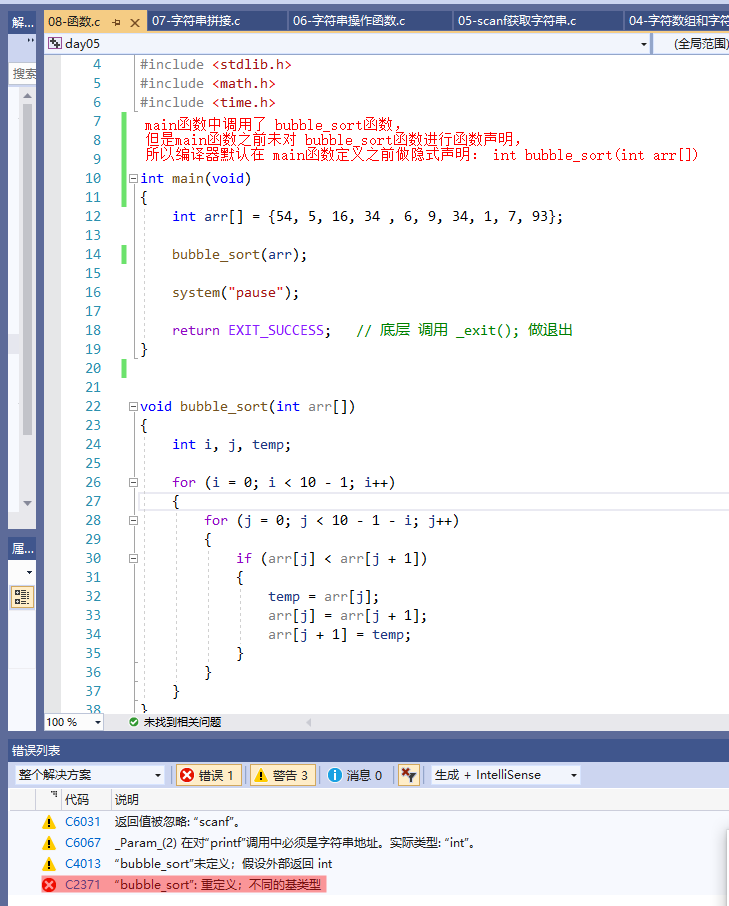 解...
08-函数.c
07-字符串拼接.c
06-字符串操作函数.c
05-scanf获取字符串.c
04-字符数组和字符
day05
(全局范围)
搜索
4 #include <stdlib.h>
5 #include <math.h>
6 #include <time.h>
7 main函数中调用了 bubble_sort函数,
8 但是main函数之前未对 bubble_sort函数进行函数声明,
9 所以编译器默认在 main函数定义之前做隐式声明: int bubble_sort(int arr[])
10 int main(void)
11 {
12 int arr[] = {54, 5, 16, 34 , 6, 9, 34, 1, 7, 93};
13
14 bubble_sort(arr);
15
16 system("pause");
17
18 return EXIT_SUCCESS; // 底层 调用 _exit(); 做退出
19 }
20
21
22 void bubble_sort(int arr[])
23 {
24 int i, j, temp;
25
26 for (i = 0; i < 10 - 1; i++)
27 {
28 for (j = 0; j < 10 - 1 - i; j++)
29 {
30 if (arr[j] < arr[j + 1])
31 {
32 temp = arr[j];
33 arr[j] = arr[j + 1];
34 arr[j + 1] = temp;
35 }
36 }
37 }
38 }
属...
100 %
未找到相关问题
错误列表
整个解决方案
错误 1
警告 3
消息 0
生成 + IntelliSense
代码 说明
C6031 返回值被忽略: “scanf”。
C6067 _Param_(2) 在对“printf”调用中必须是字符串地址。实际类型: “int”。
C4013 “bubble_sort”未定义；假设外部返回 int
C2371 “bubble_sort”: 重定义；不同的基类型